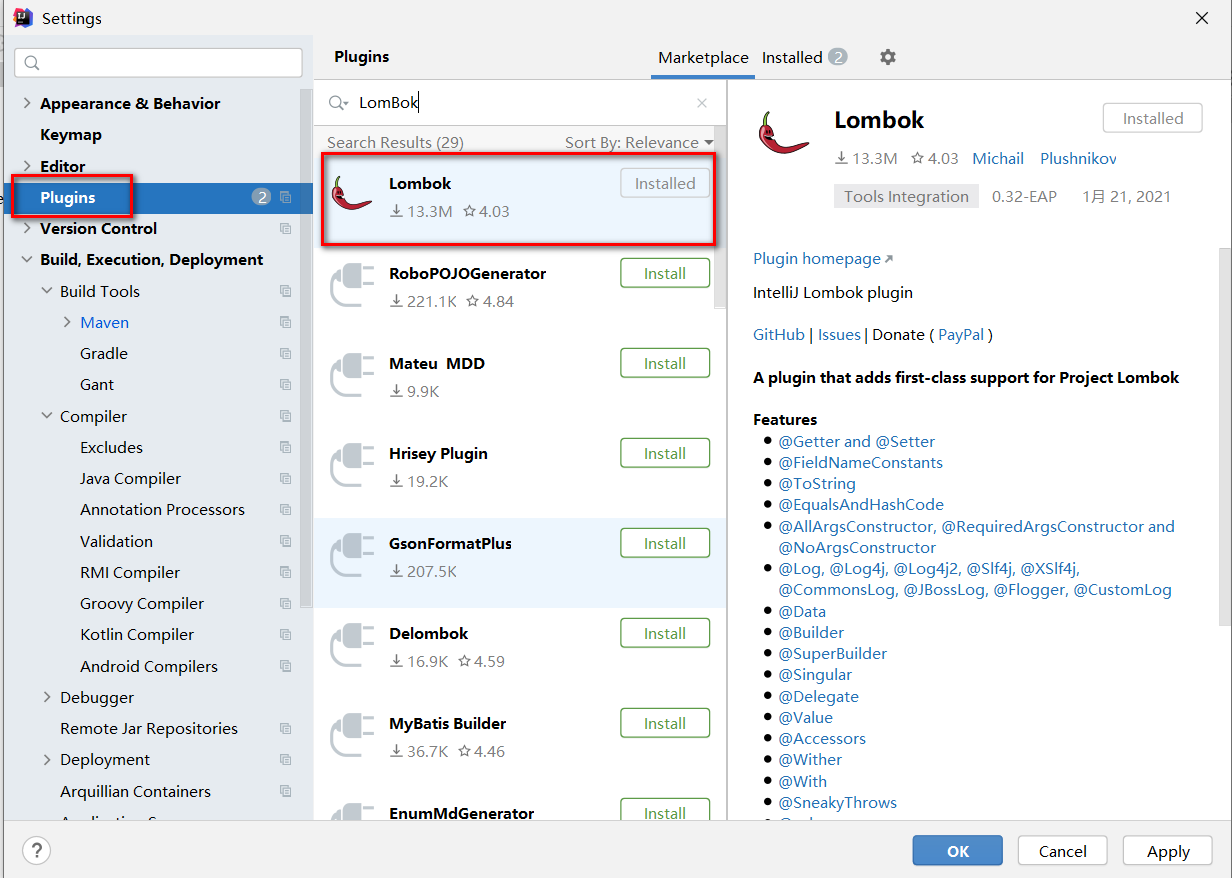 Settings
Plugins
Marketplace
Installed 2
Appearance & Behavior
Keymap
Editor
Plugins 2
Version Control
Build, Execution, Deployment
Build Tools
Maven
Gradle
Gant
Compiler
Excludes
Java Compiler
Annotation Processors
Validation
RMI Compiler
Groovy Compiler
Kotlin Compiler
Android Compilers
Debugger
Remote Jar Repositories
Deployment
Arquillian Containers
LomBok
Search Results (29)
Sort By: Relevance
Lombok
Installed
13.3M 4.03
RoboPOJOGenerator
Install
221.1K 4.84
Mateu MDD
Install
9.9K
Hrisey Plugin
Install
19.2K
GsonFormatPlus
Install
207.5K
Delombok
Install
16.9K 4.59
MyBatis Builder
Install
36.7K 4.46
EnumMdGenerator
Install
Lombok
Installed
13.3M 4.03 Michail Plushnikov
Tools Integration 0.32-EAP 1月 21, 2021
Plugin homepage
IntelliJ Lombok plugin
GitHub | Issues | Donate ( PayPal )
A plugin that adds first-class support for Project Lombok
Features
@Getter and @Setter
@FieldNameConstants
@ToString
@EqualsAndHashCode
@AllArgsConstructor, @RequiredArgsConstructor and
@NoArgsConstructor
@Log, @Log4j, @Log4j2, @Slf4j, @XSlf4j,
@CommonsLog, @JBossLog, @Flogger, @CustomLog
@Data
@Builder
@SuperBuilder
@Singular
@Delegate
@Value
@Accessors
@Wither
@With
@SneakyThrows
?
OK
Cancel
Apply